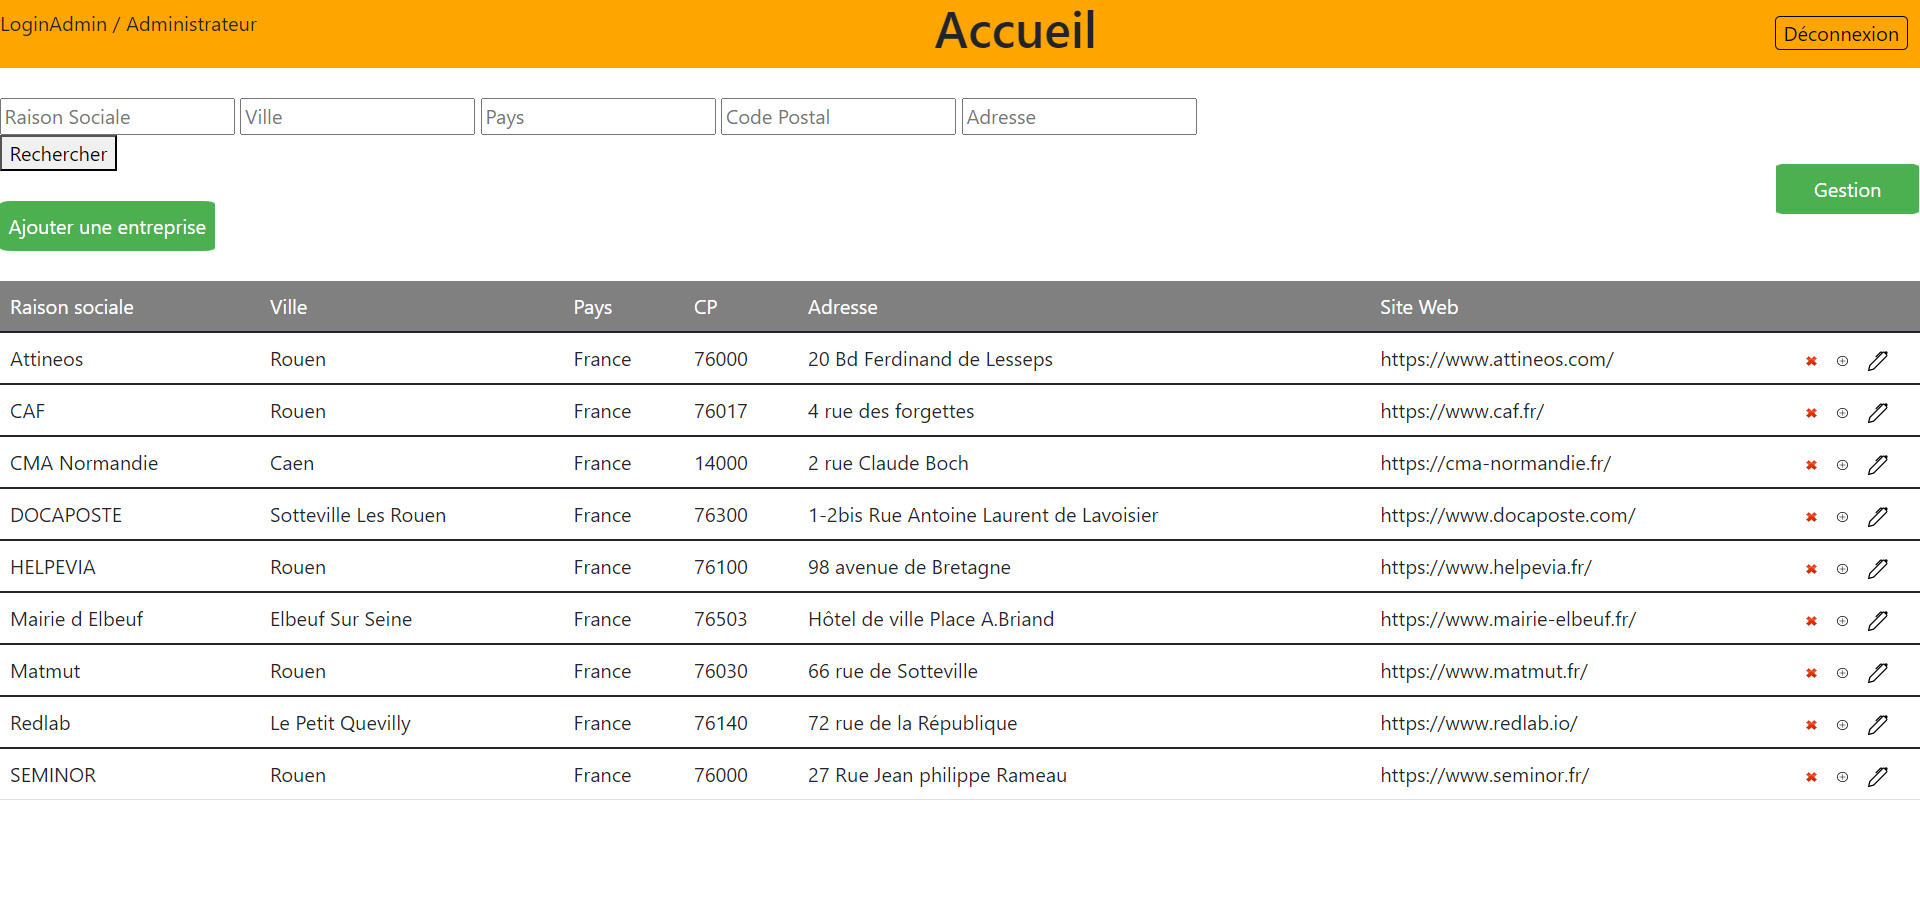 LoginAdmin / Administrateur
Accueil
Déconnexion
Raison Sociale Ville Pays Code Postal Adresse
Rechercher
Gestion
Ajouter une entreprise
Raison sociale Ville Pays CP Adresse Site Web
Attineos Rouen France 76000 20 Bd Ferdinand de Lesseps https://www.attineos.com/
CAF Rouen France 76017 4 rue des forgettes https://www.caf.fr/
CMA Normandie Caen France 14000 2 rue Claude Boch https://cma-normandie.fr/
DOCAPOSTE Sotteville Les Rouen France 76300 1-2bis Rue Antoine Laurent de Lavoisier https://www.docaposte.com/
HELPEVIA Rouen France 76100 98 avenue de Bretagne https://www.helpevia.fr/
Mairie d Elbeuf Elbeuf Sur Seine France 76503 Hôtel de ville Place A.Briand https://www.mairie-elbeuf.fr/
Matmut Rouen France 76030 66 rue de Sotteville https://www.matmut.fr/
Redlab Le Petit Quevilly France 76140 72 rue de la République https://www.redlab.io/
SEMINOR Rouen France 76000 27 Rue Jean philippe Rameau https://www.seminor.fr/